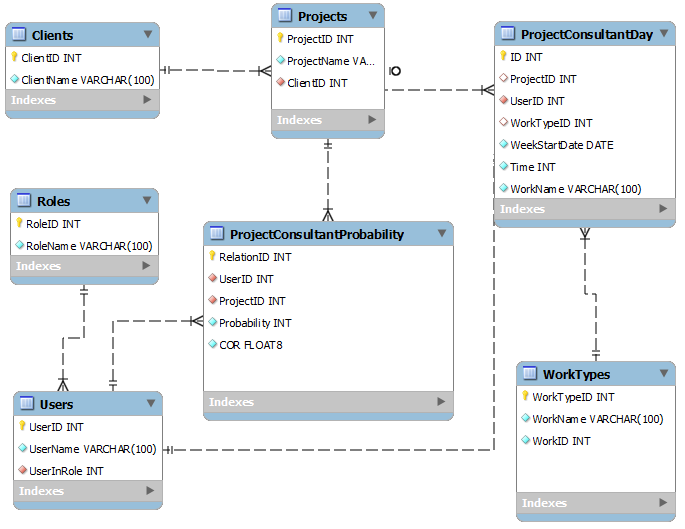 Clients
ClientID INT
ClientName VARCHAR(100)
Indexes
Projects
ProjectID INT
ProjectName VA...
ClientID INT
Indexes
ProjectConsultantDay
ID INT
ProjectID INT
UserID INT
WorkTypeID INT
WeekStartDate DATE
Time INT
WorkName VARCHAR(100)
Indexes
Roles
RoleID INT
RoleName VARCHAR(100)
Indexes
ProjectConsultantProbability
RelationID INT
UserID INT
ProjectID INT
Probability INT
COR FLOAT8
Indexes
Users
UserID INT
UserName VARCHAR(100)
UserInRole INT
Indexes
WorkTypes
WorkTypeID INT
WorkName VARCHAR(100)
WorkID INT
Indexes